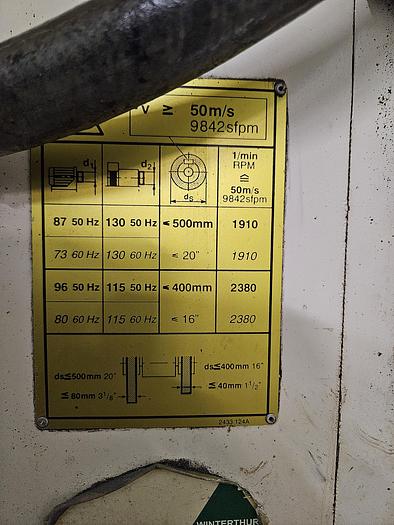 v ≥ 50m/s
9842sfpm
d1 d2 ds 1/min
RPM
≙
50m/s
9842sfpm
87 50 Hz 130 50 Hz ≤ 500mm 1910
73 60 Hz 130 60 Hz ≤ 20" 1910
96 50 Hz 115 50 Hz ≤ 400mm 2380
80 60 Hz 115 60 Hz ≤ 16" 2380
ds≤500mm 20" ds≤400mm 16"
≤ 80mm 3 1/8" ≤ 40mm 1 1/2"
2433.124A
WINTERTHUR